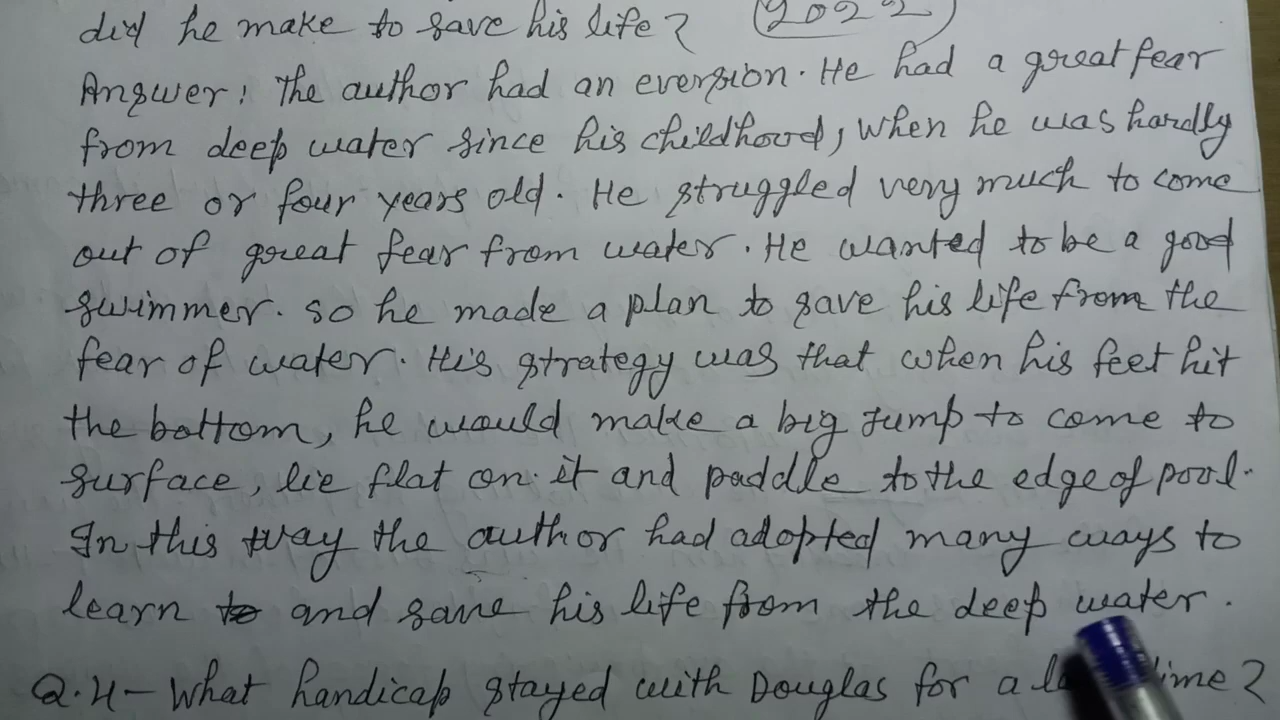 did he make to save his life? (2022)
Answer: The author had an eversion. He had a great fear
from deep water since his childhood, when he was hardly
three or four years old. He struggled very much to come
out of great fear from water. He wanted to be a good
swimmer. so he made a plan to save his life from the
fear of water. His strategy was that when his feet hit
the bottom, he would make a big jump to come to
surface, lie flat on it and paddle to the edge of pool.
In this way the author had adopted many ways to
learn and save his life from the deep water.
Q.4- What handicap stayed with Douglas for a time?